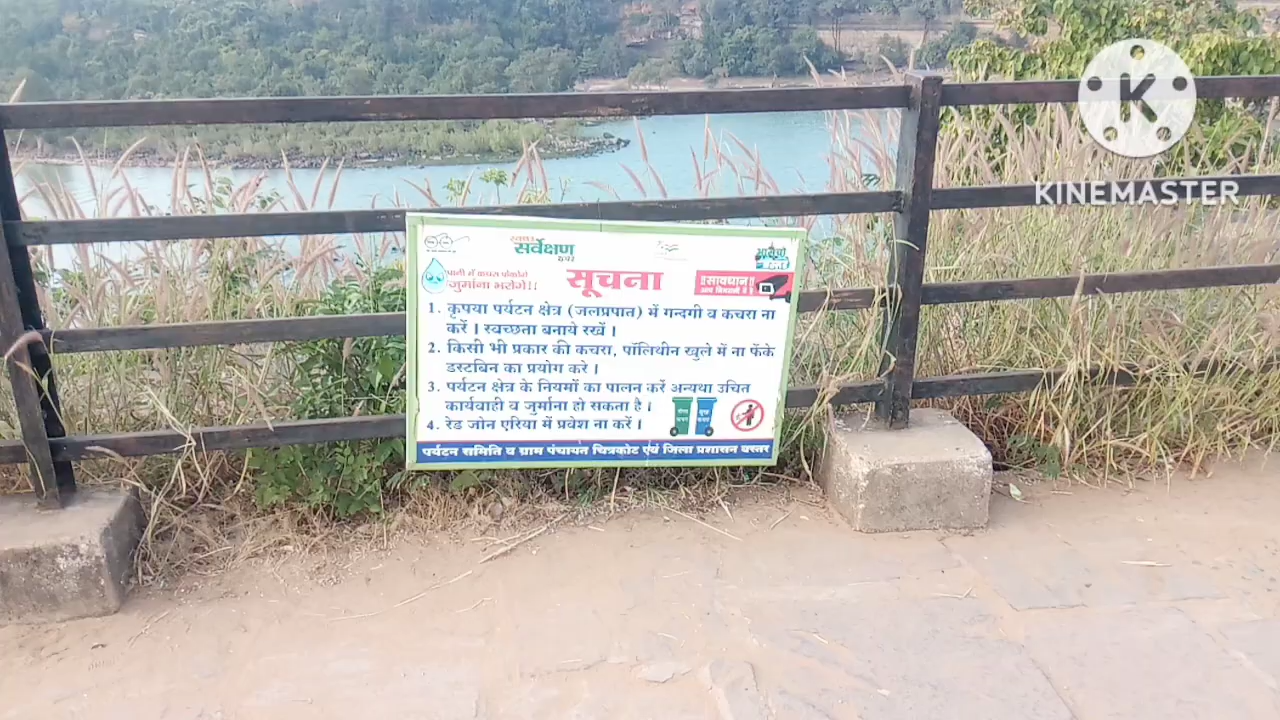 K
KINEMASTER
स्वच्छ
सर्वेक्षण
पानी में कचरा फेंकोगे
जुर्माना भरोगे!!
सूचना
!!सावधान!!
1. कृपया पर्यटन क्षेत्र (जलप्रपात) में गन्दगी व कचरा ना
करें । स्वच्छता बनाये रखें ।
2. किसी भी प्रकार की कचरा, पॉलिथीन खुले में ना फेंके
डस्टबिन का प्रयोग करे ।
3. पर्यटन क्षेत्र के नियमों का पालन करें अन्यथा उचित
कार्यवाही व जुर्माना हो सकता है ।
4. रेड जोन एरिया में प्रवेश ना करें ।
पर्यटन समिति व ग्राम पंचायत चित्रकोट एवं जिला प्रशासन बस्तर